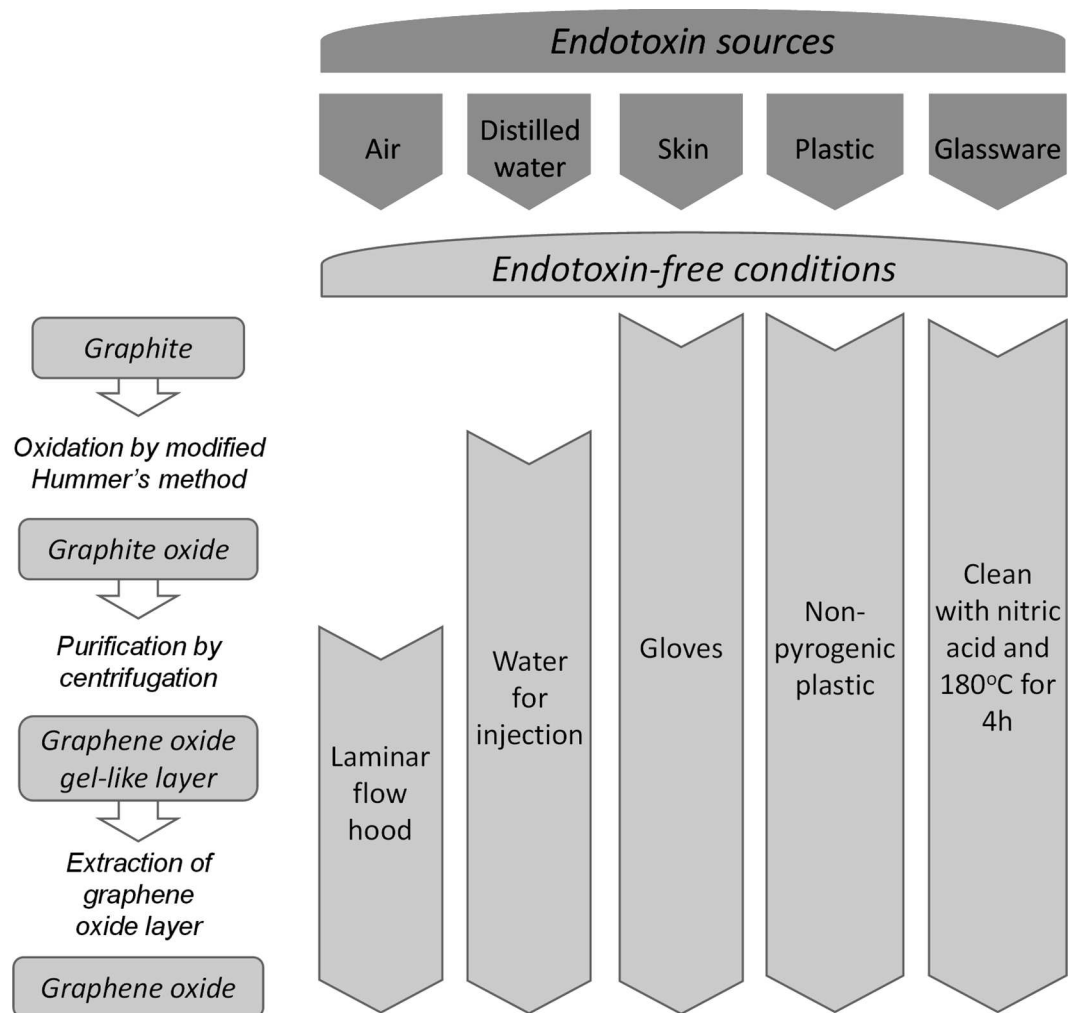 Endotoxin sources
Air
Distilled
water
Skin
Plastic
Glassware
Endotoxin-free conditions
Graphite
Oxidation by modified
Hummer's method
Graphite oxide
Purification by
centrifugation
Graphene oxide
gel-like layer
Extraction of
graphene
oxide layer
Graphene oxide
Laminar
flow
hood
Water
for
injection
Gloves
Non-
pyrogenic
plastic
Clean
with nitric
acid and
180°C for
4h